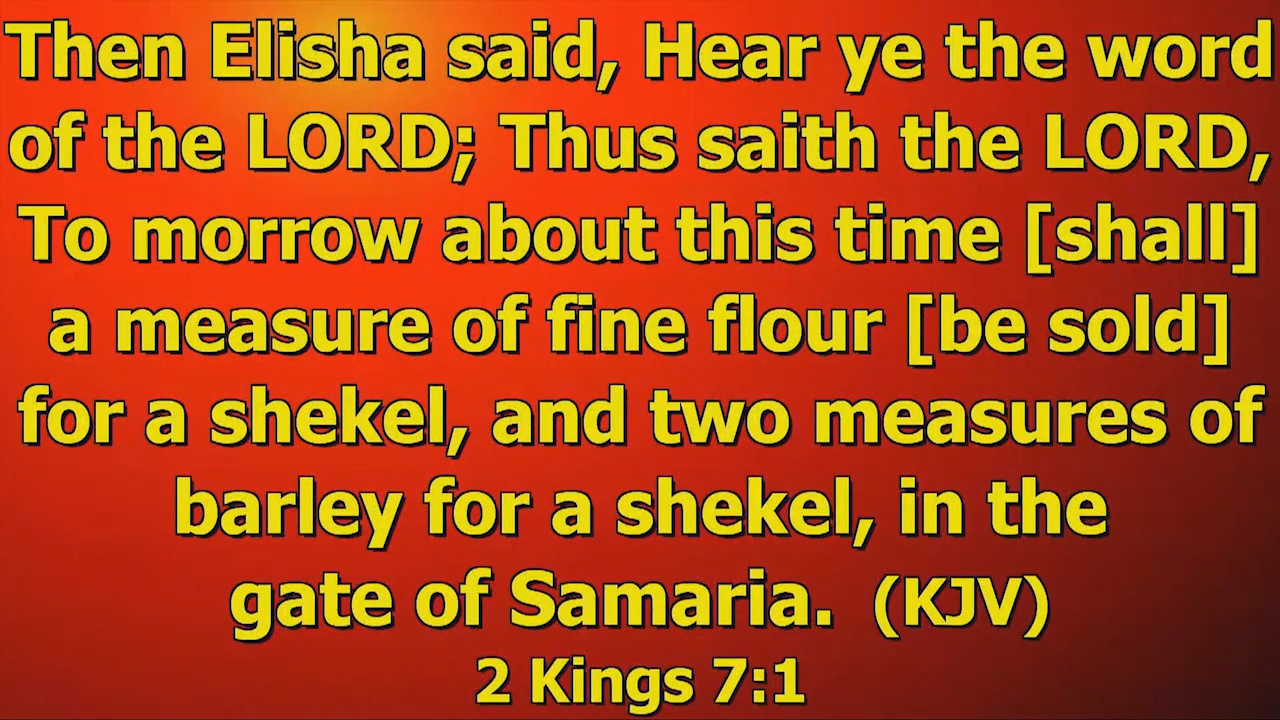 Then Elisha said, Hear ye the word
of the LORD; Thus saith the LORD,
To morrow about this time [shall]
a measure of fine flour [be sold]
for a shekel, and two measures of
barley for a shekel, in the
gate of Samaria. (KJV)
2 Kings 7:1